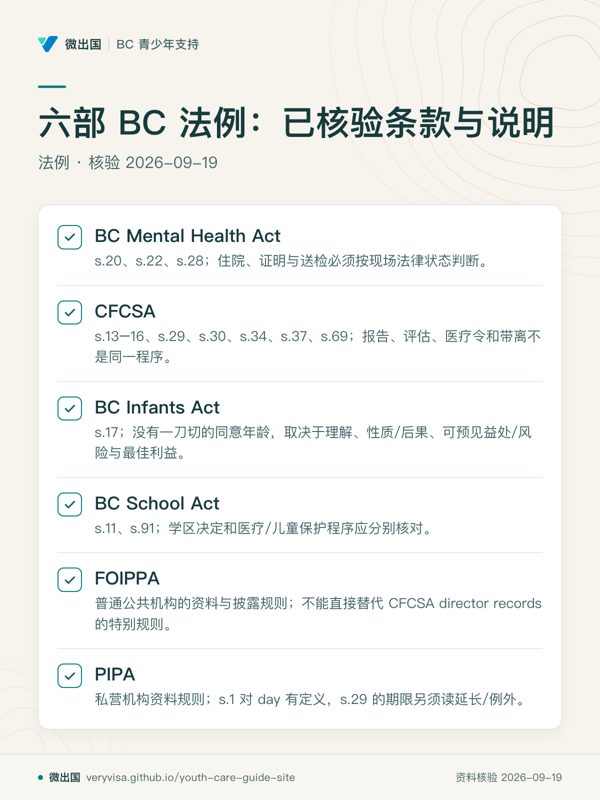 微出国 | BC 青少年支持
六部 BC 法例：已核验条款与说明
法例 · 核验 2026-09-19
BC Mental Health Act
s.20、s.22、s.28；住院、证明与送检必须按现场法律状态判断。
CFCSA
s.13–16、s.29、s.30、s.34、s.37、s.69；报告、评估、医疗令和带离不
是同一程序。
BC Infants Act
s.17；没有一刀切的同意年龄，取决于理解、性质/后果、可预见益处/风
险与最佳利益。
BC School Act
s.11、s.91；学区决定和医疗/儿童保护程序应分别核对。
FOIPPA
普通公共机构的资料与披露规则；不能直接替代 CFCSA director records
的特别规则。
PIPA
私营机构资料规则；s.1 对 day 有定义，s.29 的期限另须读延长/例外。
微出国 veryvisa.github.io/youth-care-guide-site
资料核验 2026-09-19